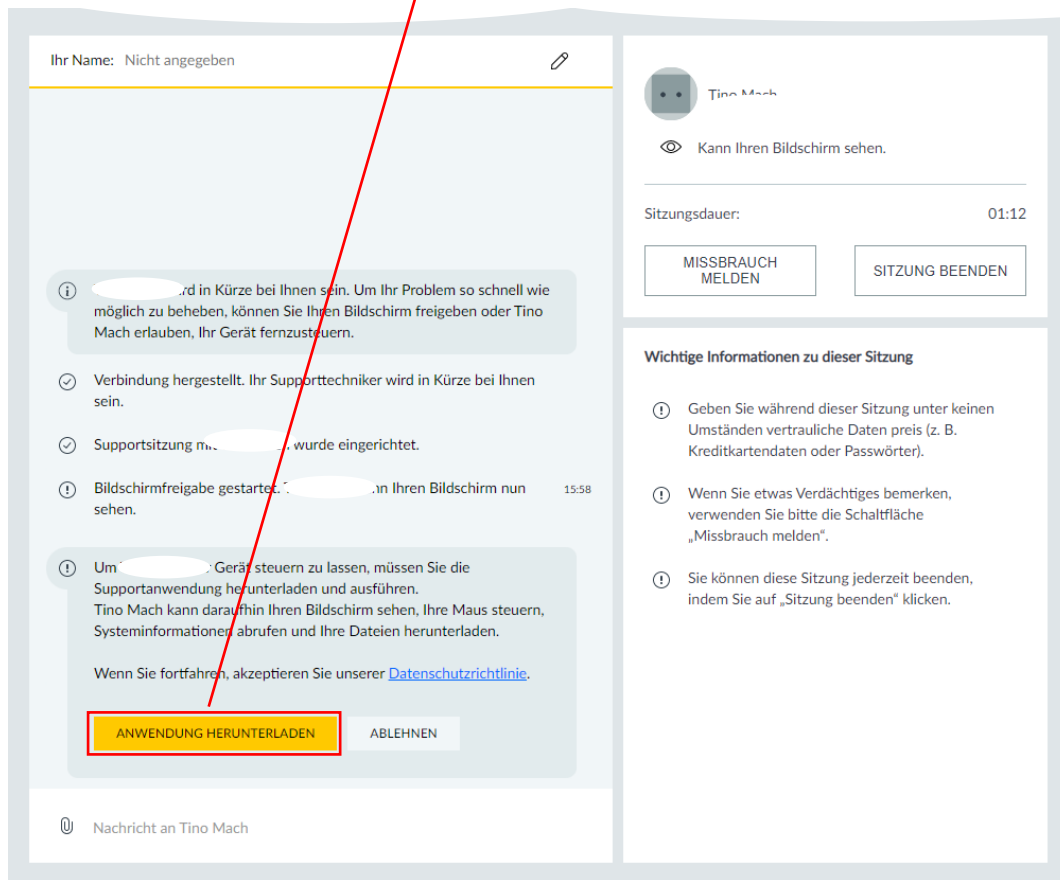 Ihr Name: Nicht angegeben
in Kürze bei Ihnen sein. Um Ihr Problem so schnell wie
möglich zu beheben, können Sie Ihren Bildschirm freigeben oder Tino
Mach erlauben, Ihr Gerät fernzusteuern.
Verbindung hergestellt. Ihr Supporttechniker wird in Kürze bei Ihnen
sein.
Supportsitzung wurde eingerichtet.
Bildschirmfreigabe gestartet. Ihren Bildschirm nun 15:58
sehen.
Um Gerät steuern zu lassen, müssen Sie die
Supportanwendung herunterladen und ausführen.
Tino Mach kann daraufhin Ihren Bildschirm sehen, Ihre Maus steuern,
Systeminformationen abrufen und Ihre Dateien herunterladen.
Wenn Sie fortfahren, akzeptieren Sie unserer Datenschutzrichtlinie.
ANWENDUNG HERUNTERLADEN ABLEHNEN
Nachricht an Tino Mach
Tino Mach
Kann Ihren Bildschirm sehen.
Sitzungsdauer: 01:12
MISSBRAUCH
MELDEN
SITZUNG BEENDEN
Wichtige Informationen zu dieser Sitzung
Geben Sie während dieser Sitzung unter keinen
Umständen vertrauliche Daten preis (z. B.
Kreditkartendaten oder Passwörter).
Wenn Sie etwas Verdächtiges bemerken,
verwenden Sie bitte die Schaltfläche
„Missbrauch melden“.
Sie können diese Sitzung jederzeit beenden,
indem Sie auf „Sitzung beenden“ klicken.